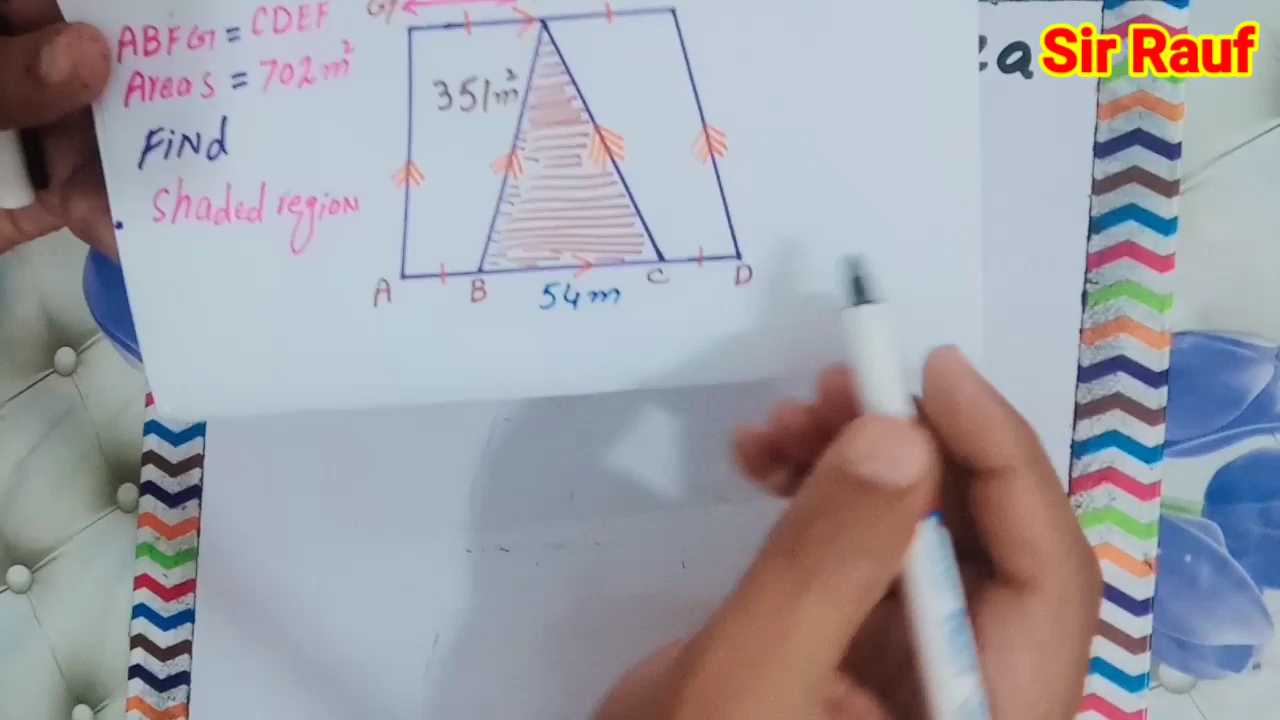 ABFG = CDEF
G
Areas = 702m²
Find
Shaded region
351m²
A B C D
54m
Sir Rauf